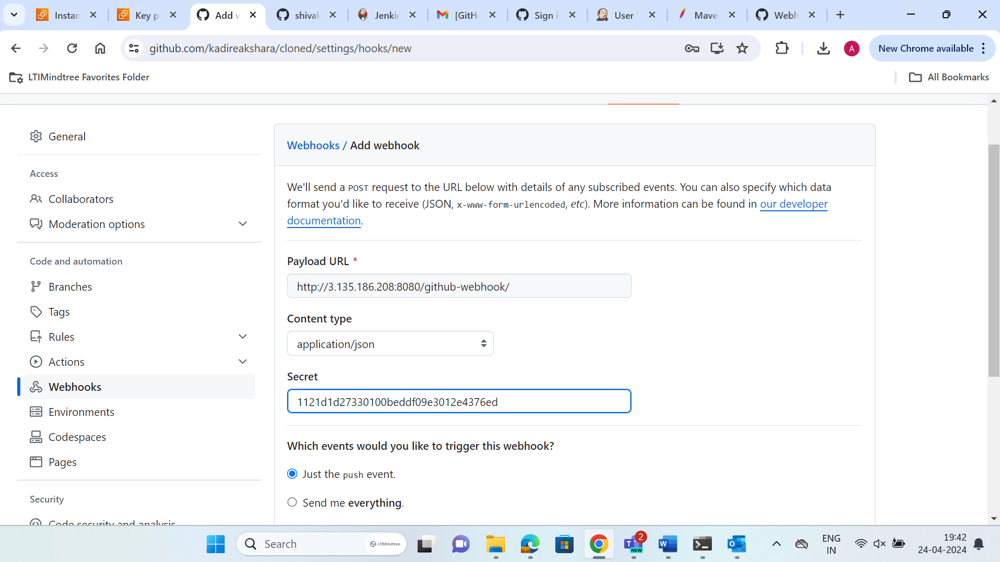 Instan
Key p
Add w
shivak
Jenkin
[GitHu
Sign i
User '
Mave
Webh
github.com/kadireakshara/cloned/settings/hooks/new
A
New Chrome available
LTIMindtree Favorites Folder
All Bookmarks
General
Access
Collaborators
Moderation options
Code and automation
Branches
Tags
Rules
Actions
Webhooks
Environments
Codespaces
Pages
Security
Code security and analysis
Webhooks / Add webhook
We'll send a POST request to the URL below with details of any subscribed events. You can also specify which data
format you'd like to receive (JSON, x-www-form-urlencoded, etc). More information can be found in our developer
documentation.
Payload URL *
http://3.135.186.208:8080/github-webhook/
Content type
application/json
Secret
1121d1d27330100beddf09e3012e4376ed
Which events would you like to trigger this webhook?
Just the push event.
Send me everything.
Search
LTIMindtree
2
NEW
ENG
IN
19:42
24-04-2024